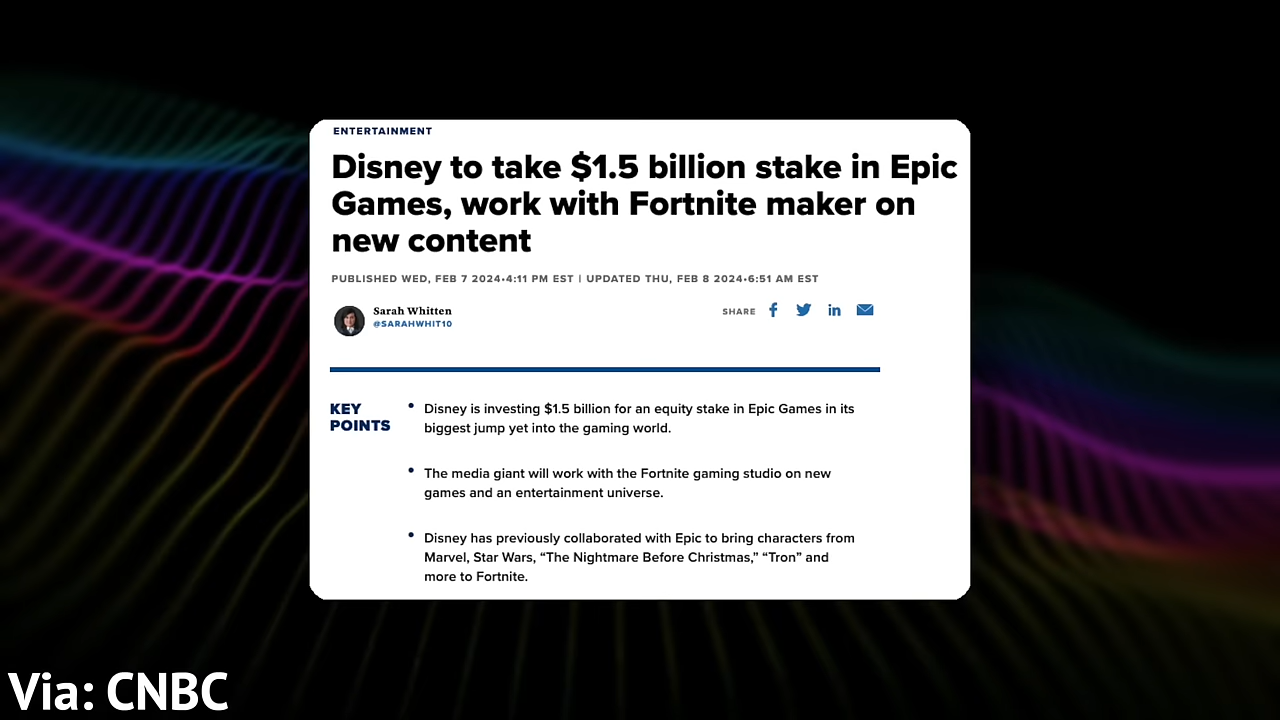 ENTERTAINMENT
Disney to take $1.5 billion stake in Epic
Games, work with Fortnite maker on
new content
PUBLISHED WED, FEB 7 2024•4:11 PM EST | UPDATED THU, FEB 8 2024•6:51 AM EST
Sarah Whitten
@SARAHWHIT10
SHARE
KEY
POINTS
• Disney is investing $1.5 billion for an equity stake in Epic Games in its
biggest jump yet into the gaming world.
• The media giant will work with the Fortnite gaming studio on new
games and an entertainment universe.
• Disney has previously collaborated with Epic to bring characters from
Marvel, Star Wars, “The Nightmare Before Christmas,” “Tron” and
more to Fortnite.
Via: CNBC